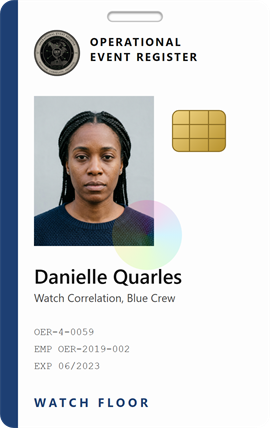 OPERATIONAL
EVENT REGISTER
Danielle Quarles
Watch Correlation, Blue Crew
OER-4-0059
EMP OER-2019-002
EXP 06/2023
WATCH FLOOR